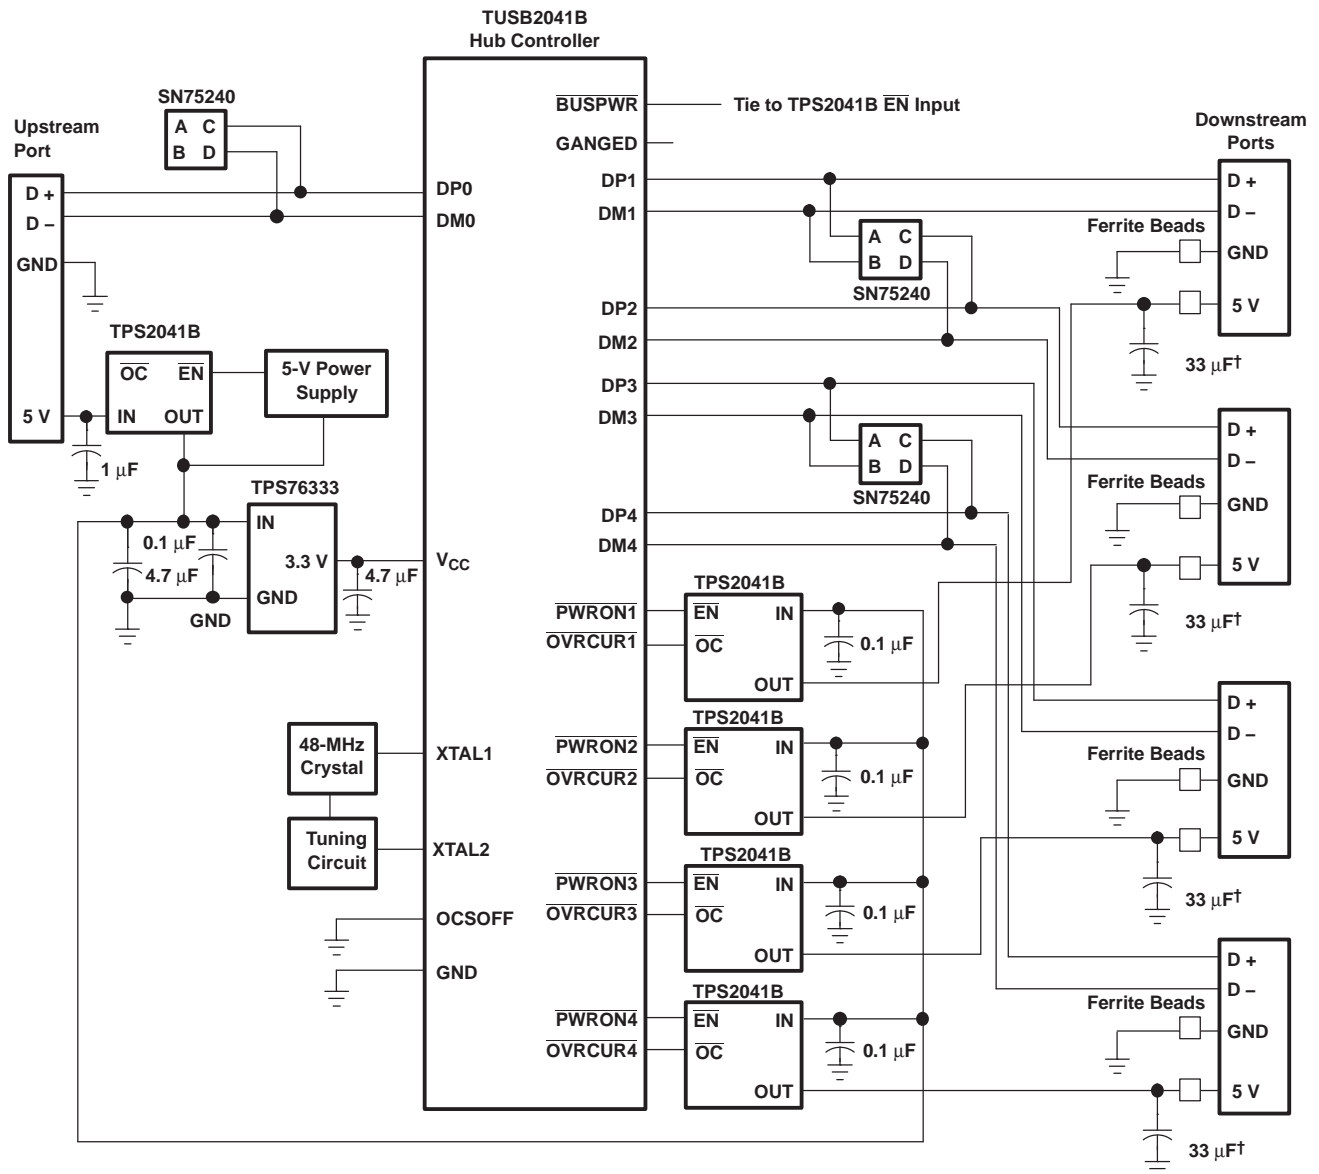 TUSB2041B
Hub Controller
SN75240
A C
B D
Upstream
Port
D +
D –
GND
5 V
TPS2041B
OC EN
IN OUT
5-V Power
Supply
1 μF
TPS76333
IN
3.3 V
GND
0.1 μF
4.7 μF
GND
4.7 μF
48-MHz
Crystal
Tuning
Circuit
DP0
DM0
VCC
XTAL1
XTAL2
OCSOFF
GND
BUSPWR
Tie to TPS2041B EN Input
GANGED
DP1
DM1
DP2
DM2
DP3
DM3
DP4
DM4
PWRON1
OVRCUR1
PWRON2
OVRCUR2
PWRON3
OVRCUR3
PWRON4
OVRCUR4
A C
B D
SN75240
A C
B D
SN75240
TPS2041B
EN IN
OC
OUT
0.1 μF
TPS2041B
EN IN
OC
OUT
0.1 μF
TPS2041B
EN IN
OC
OUT
0.1 μF
TPS2041B
EN IN
OC
OUT
0.1 μF
Downstream
Ports
D +
D –
Ferrite Beads
GND
5 V
33 μF†
D +
D –
Ferrite Beads
GND
5 V
33 μF†
D +
D –
Ferrite Beads
GND
5 V
33 μF†
D +
D –
Ferrite Beads
GND
5 V
33 μF†